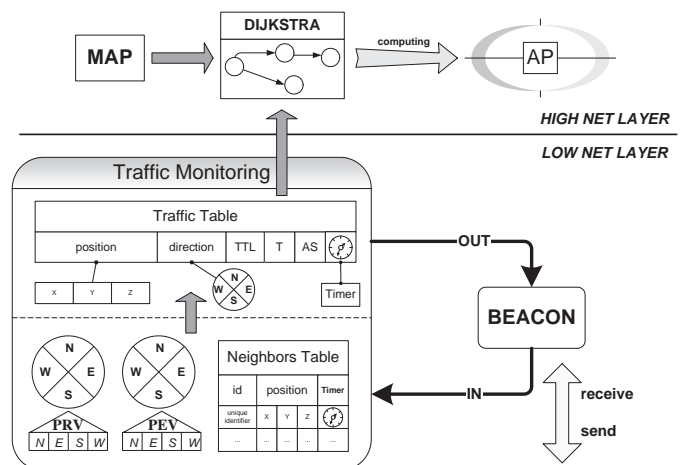 DIJKSTRA
MAP
computing
AP
HIGH NET LAYER
LOW NET LAYER
Traffic Monitoring
Traffic Table
position direction TTL T AS
X Y Z
N
W E
S
Timer
OUT
BEACON
IN
receive
send
N
W E
S
PRV
N E S W
N
W E
S
PEV
N E S W
Neighbors Table
id position Timer
unique identifier X Y Z
... ... ... ... ...